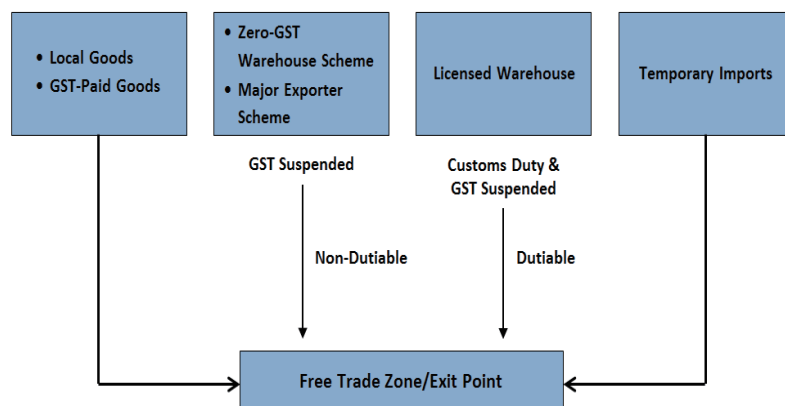 • Local Goods
• GST-Paid Goods
• Zero-GST
Warehouse Scheme
• Major Exporter
Scheme
Licensed Warehouse
Temporary Imports
GST Suspended
Customs Duty &
GST Suspended
Non-Dutiable
Dutiable
Free Trade Zone/Exit Point